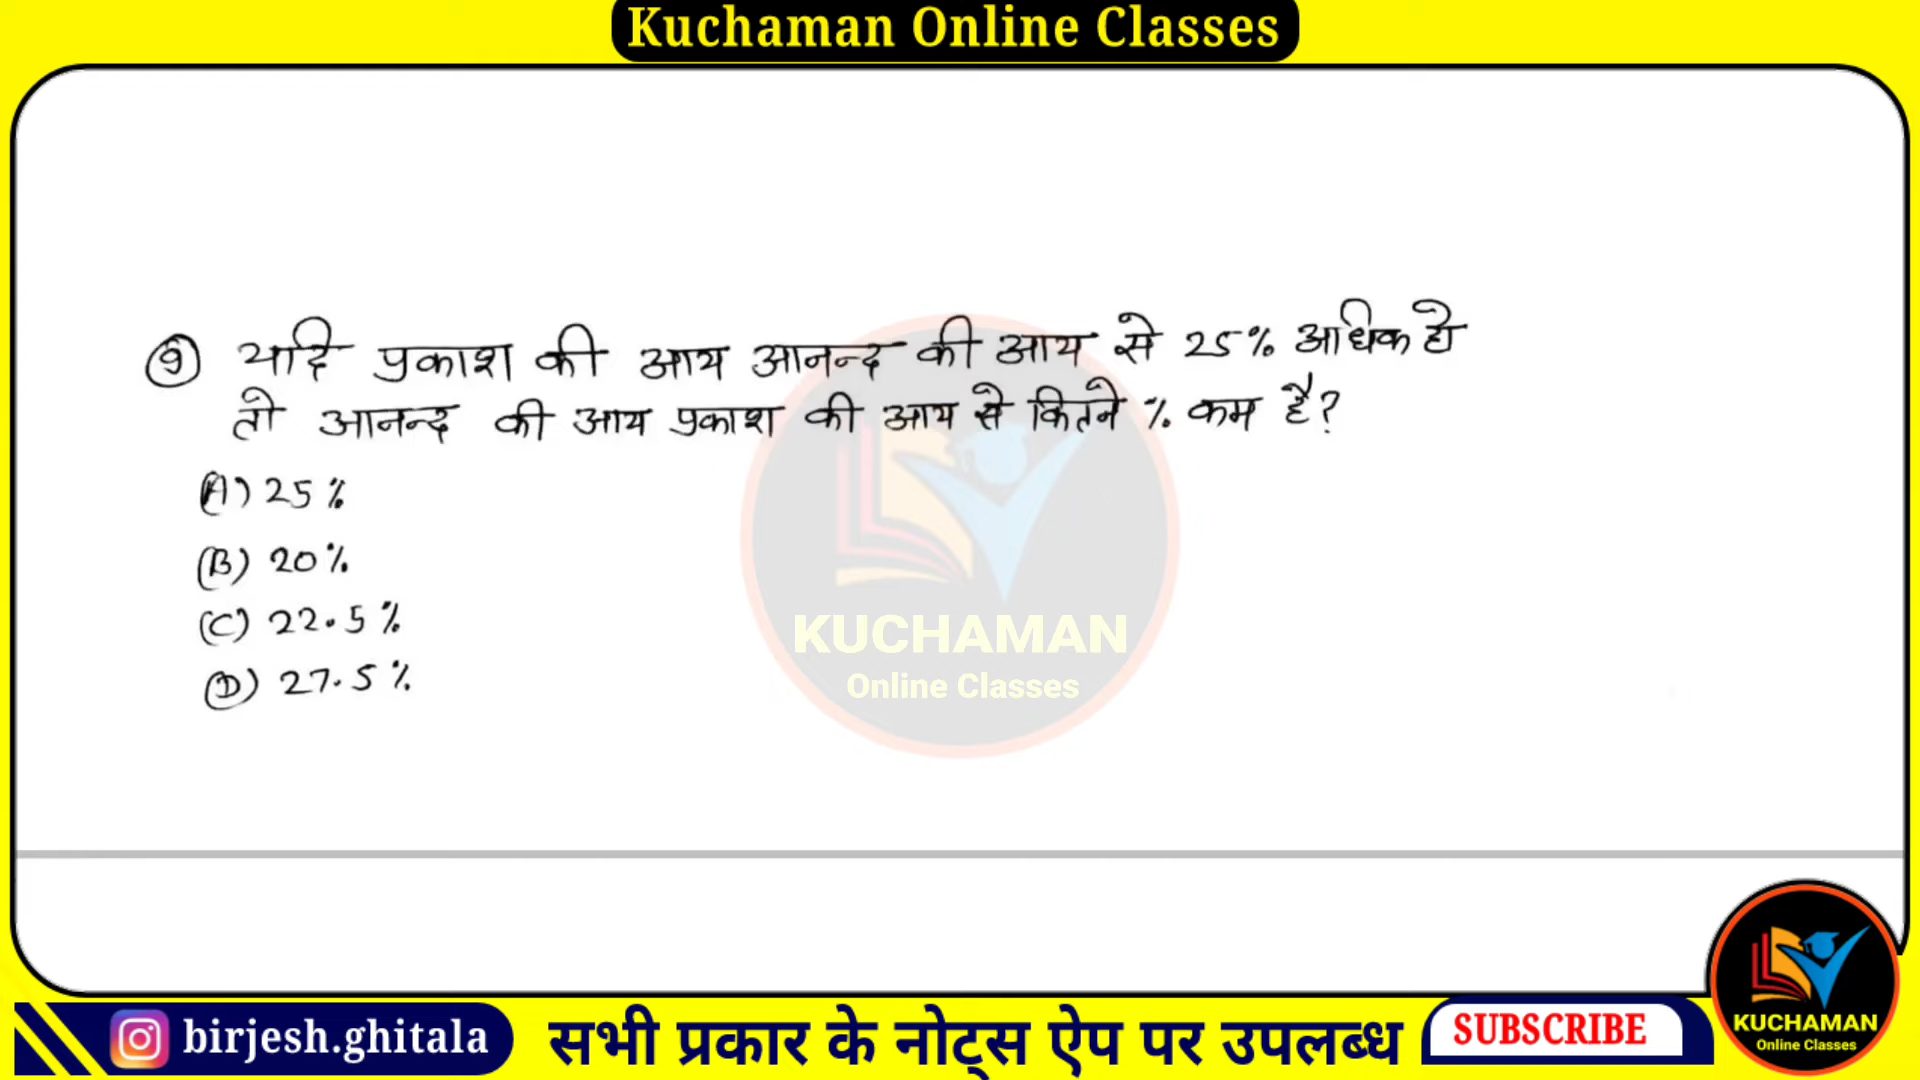 Kuchaman Online Classes
9 यदि प्रकाश की आय आनन्द की आय से 25% अधिक हो
तो आनन्द की आय प्रकाश की आय से कितने % कम है?
(A) 25%
(B) 20%
(C) 22.5%
(D) 27.5%
KUCHAMAN
Online Classes
birjesh.ghitala
सभी प्रकार के नोट्स ऐप पर उपलब्ध
SUBSCRIBE
KUCHAMAN
Online Classes